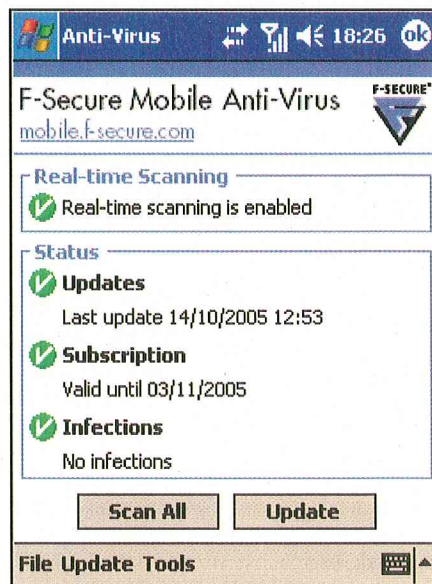 Anti-Virus 18:26 ok
F-Secure Mobile Anti-Virus
F-SECURE®
mobile.f-secure.com
Real-time Scanning
Real-time scanning is enabled
Status
Updates
Last update 14/10/2005 12:53
Subscription
Valid until 03/11/2005
Infections
No infections
Scan All Update
File Update Tools